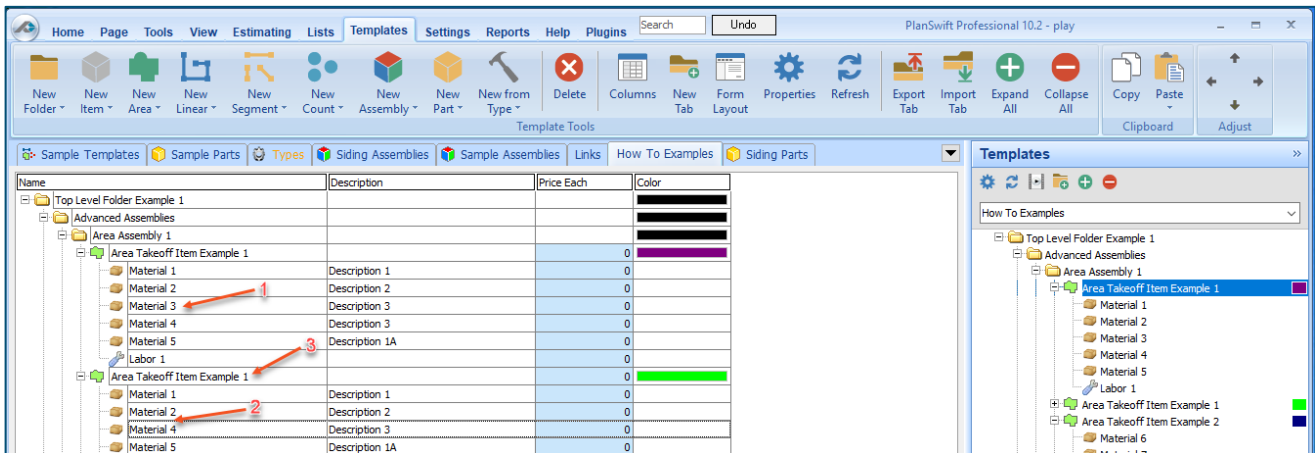 Home Page Tools View Estimating Lists Templates Settings Reports Help Plugins Search Undo PlanSwift Professional 10.2 - play
New Folder New Item New Area New Linear New Segment New Count New Assembly New Part New from Type Delete Columns New Tab Form Layout Properties Refresh Export Tab Import Tab Expand All Collapse All Copy Paste
Template Tools Clipboard Adjust
Sample Templates Sample Parts Types Siding Assemblies Sample Assemblies Links How To Examples Siding Parts
Name Description Price Each Color
Top Level Folder Example 1
Advanced Assemblies
Area Assembly 1
Area Takeoff Item Example 1 0
Material 1 Description 1 0
Material 2 Description 2 0 1
Material 3 Description 3 0
Material 4 Description 3 0
Material 5 Description 1A 0 3
Labor 1 0
Area Takeoff Item Example 1 0
Material 1 Description 1 0
Material 2 Description 2 0 2
Material 4 Description 3 0
Material 5 Description 1A 0
Templates
How To Examples
Top Level Folder Example 1
Advanced Assemblies
Area Assembly 1
Area Takeoff Item Example 1
Material 1
Material 2
Material 3
Material 4
Material 5
Labor 1
Area Takeoff Item Example 1
Area Takeoff Item Example 2
Material 6